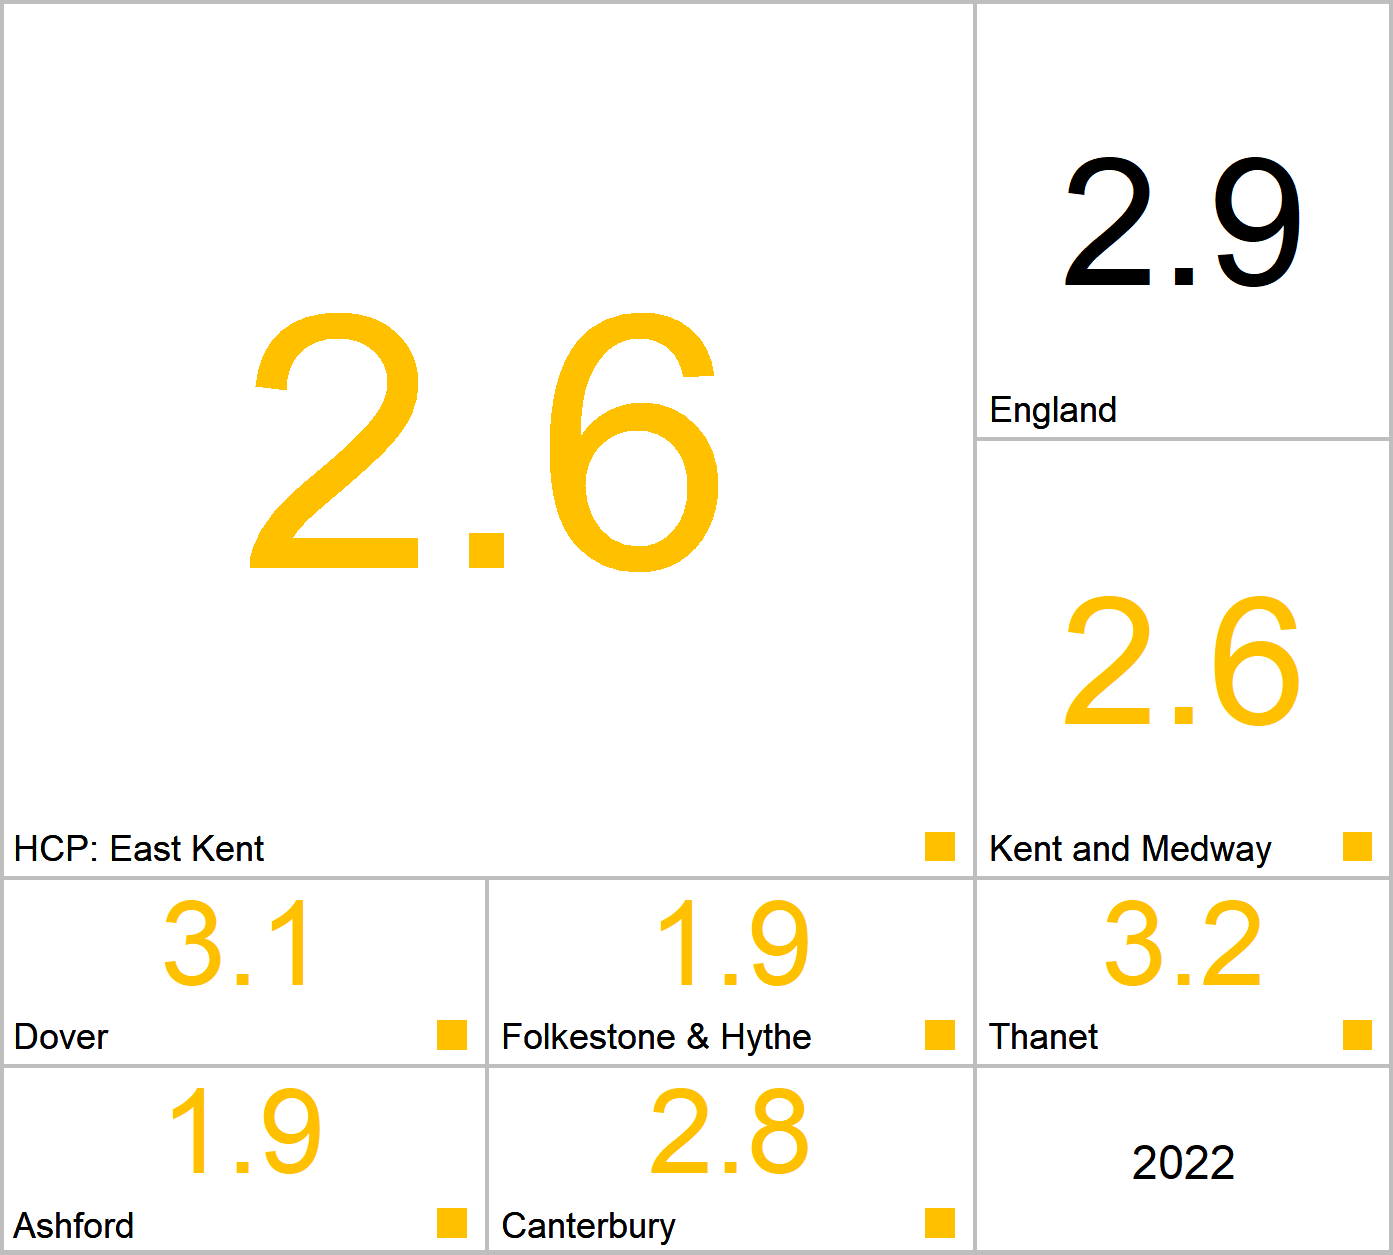 2.6
HCP: East Kent
2.9
England
2.6
Kent and Medway
3.1
Dover
1.9
Folkestone & Hythe
3.2
Thanet
1.9
Ashford
2.8
Canterbury
2022